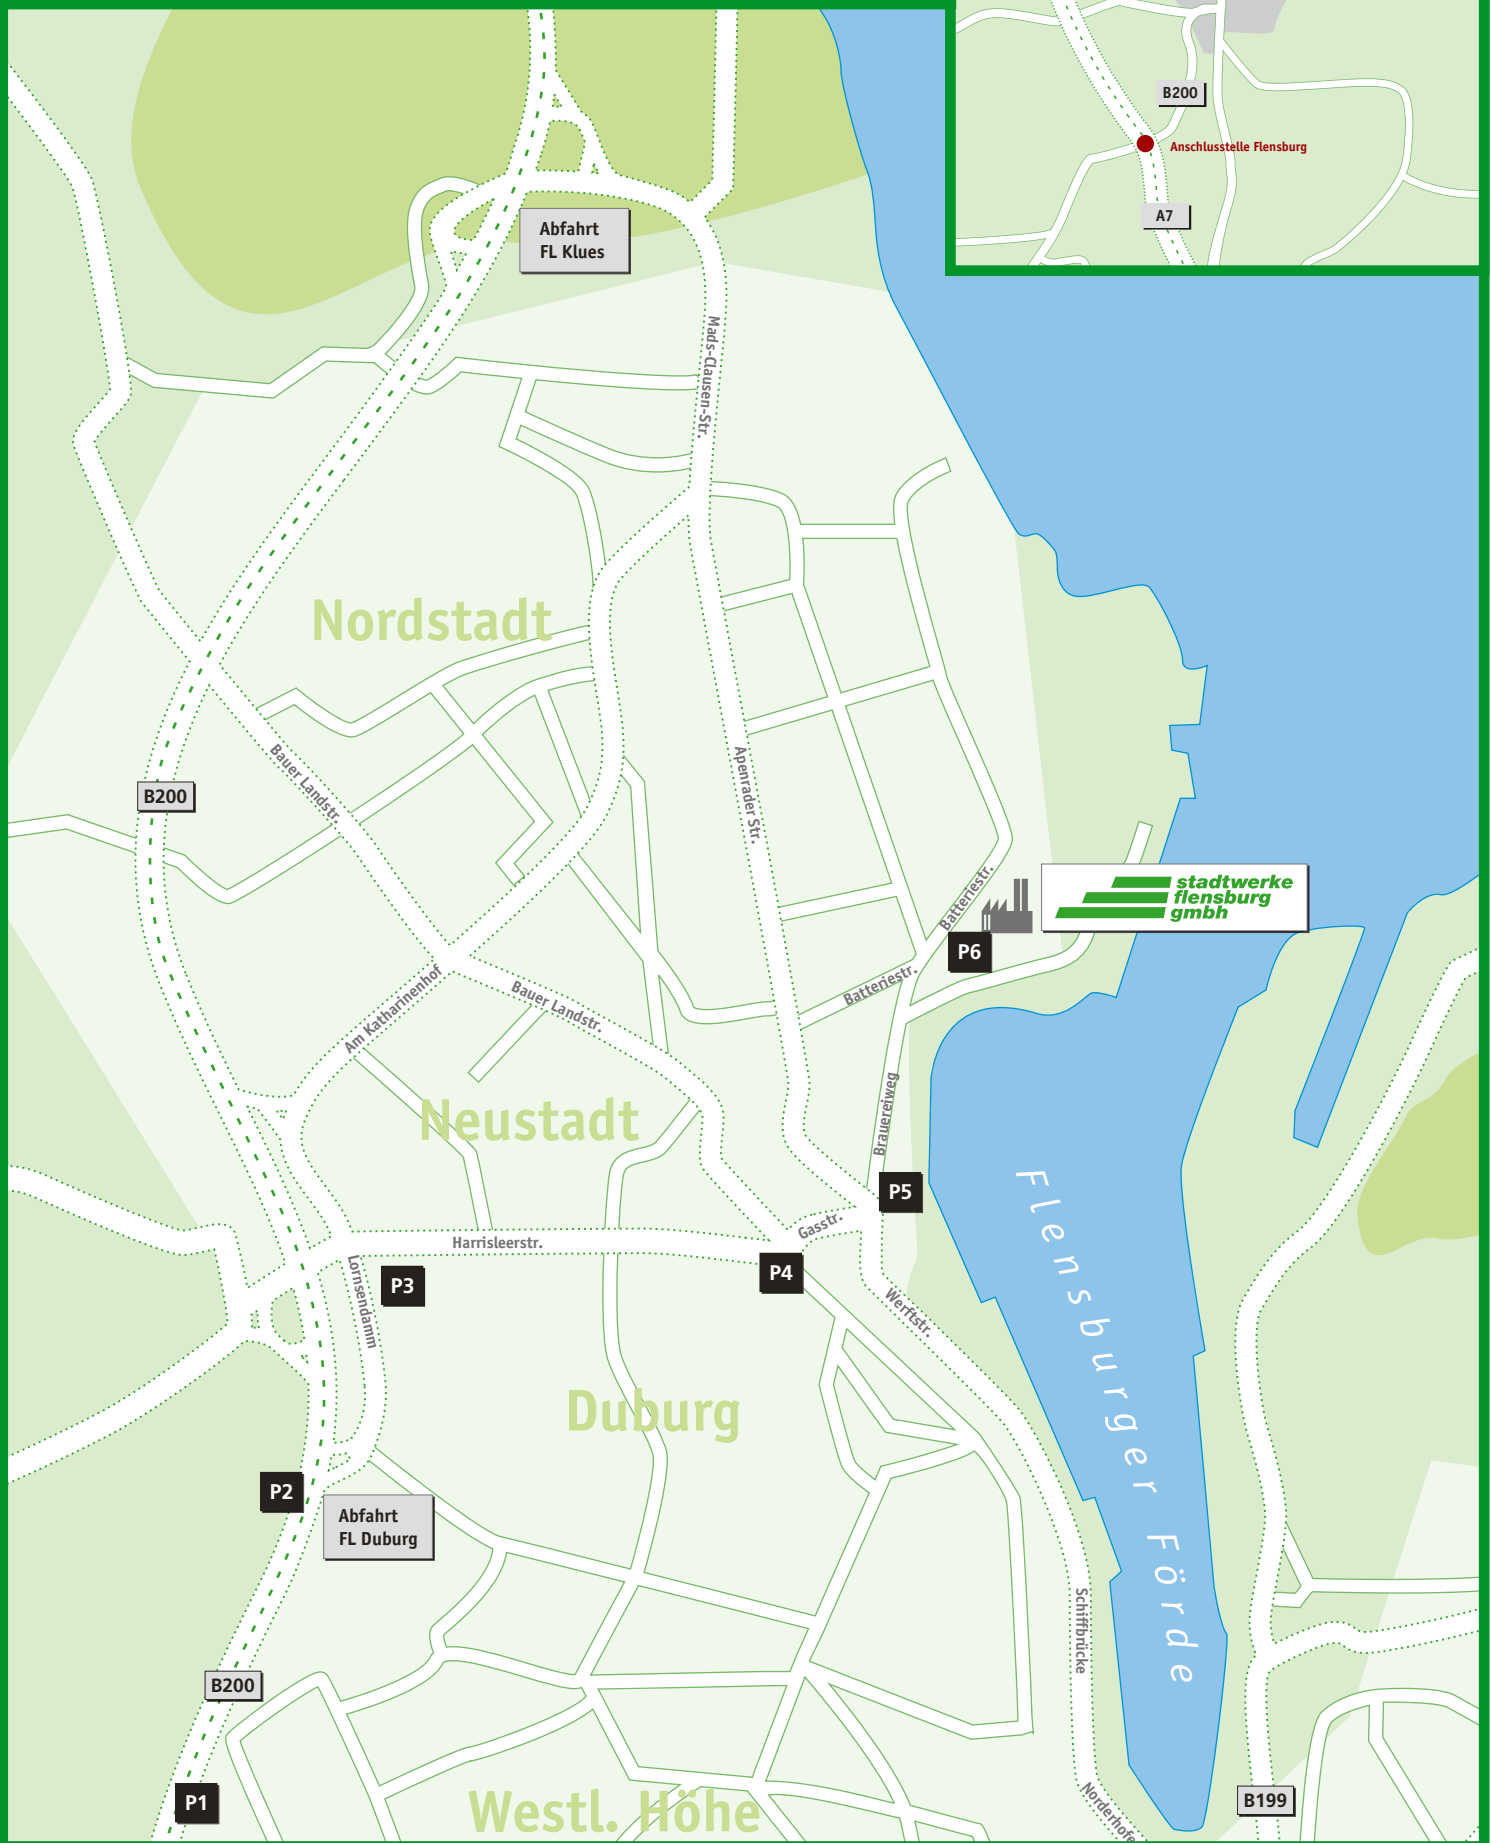 B200
Anschlusstelle Flensburg
A7
Abfahrt
FL Klues
Mads-Clausen-Str.
Nordstadt
Bauer Landstr.
Apenrader Str.
B200
Batteriestr.
stadtwerke
flensburg
gmbh
P6
Batteriestr.
Am Katharinenhof
Bauer Landstr.
Neustadt
Brauereiweg
P5
Gasstr.
Harrisleerstr.
P4
P3
Lornsendamm
Werftstr.
Flensburger Förde
Duburg
P2
Abfahrt
FL Duburg
Schiffbrücke
B200
P1
Westl. Höhe
Norderhofe
B199